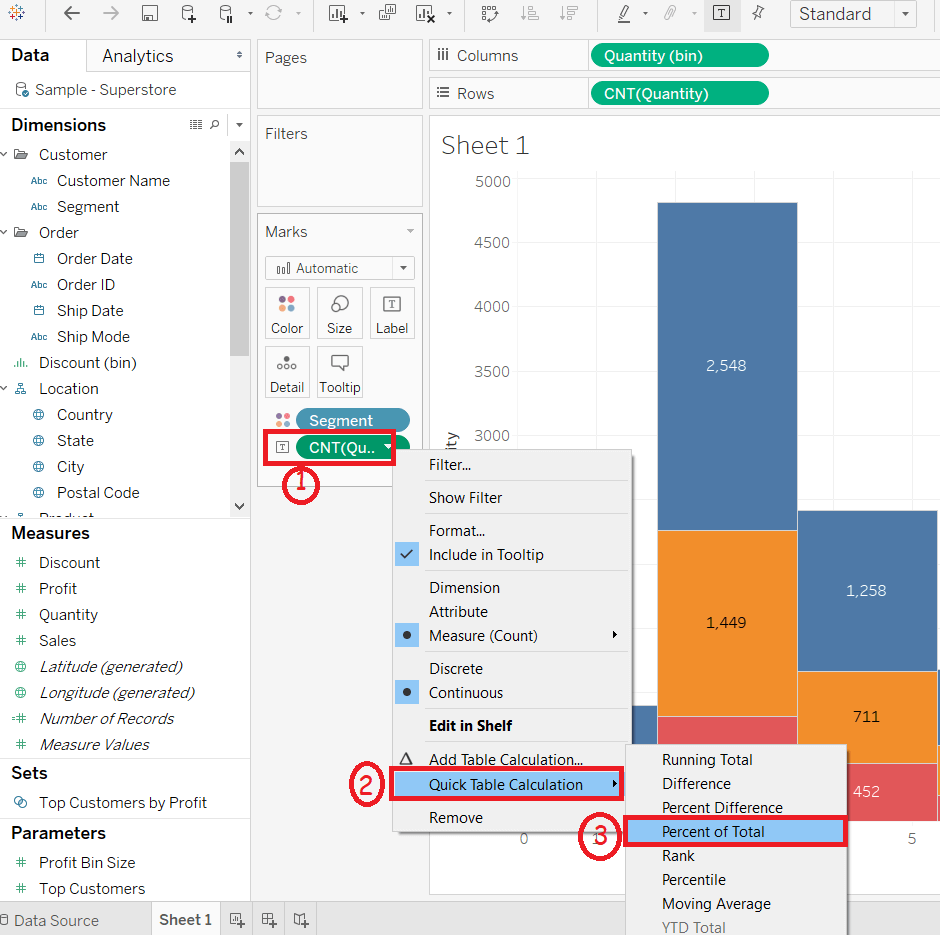 Standard
Data
Analytics
Sample - Superstore
Dimensions
Customer
Abc Customer Name
Abc Segment
Order
Order Date
Abc Order ID
Ship Date
Abc Ship Mode
Discount (bin)
Location
Country
State
City
Postal Code
Product
Measures
Discount
Profit
Quantity
Sales
Latitude (generated)
Longitude (generated)
Number of Records
Measure Values
Sets
Top Customers by Profit
Parameters
Profit Bin Size
Top Customers
Data Source
Sheet 1
Pages
Filters
Marks
Automatic
Color
Size
Label
Detail
Tooltip
Segment
CNT(Qu..
1
Columns
Quantity (bin)
Rows
CNT(Quantity)
Sheet 1
5000
4500
4000
3500
3000
ity
2,548
1,449
1,258
711
452
0
5
Filter...
Show Filter
Format...
Include in Tooltip
Dimension
Attribute
Measure (Count)
Discrete
Continuous
Edit in Shelf
Add Table Calculation...
2
Quick Table Calculation
Remove
Running Total
Difference
Percent Difference
3
Percent of Total
Rank
Percentile
Moving Average
YTD Total